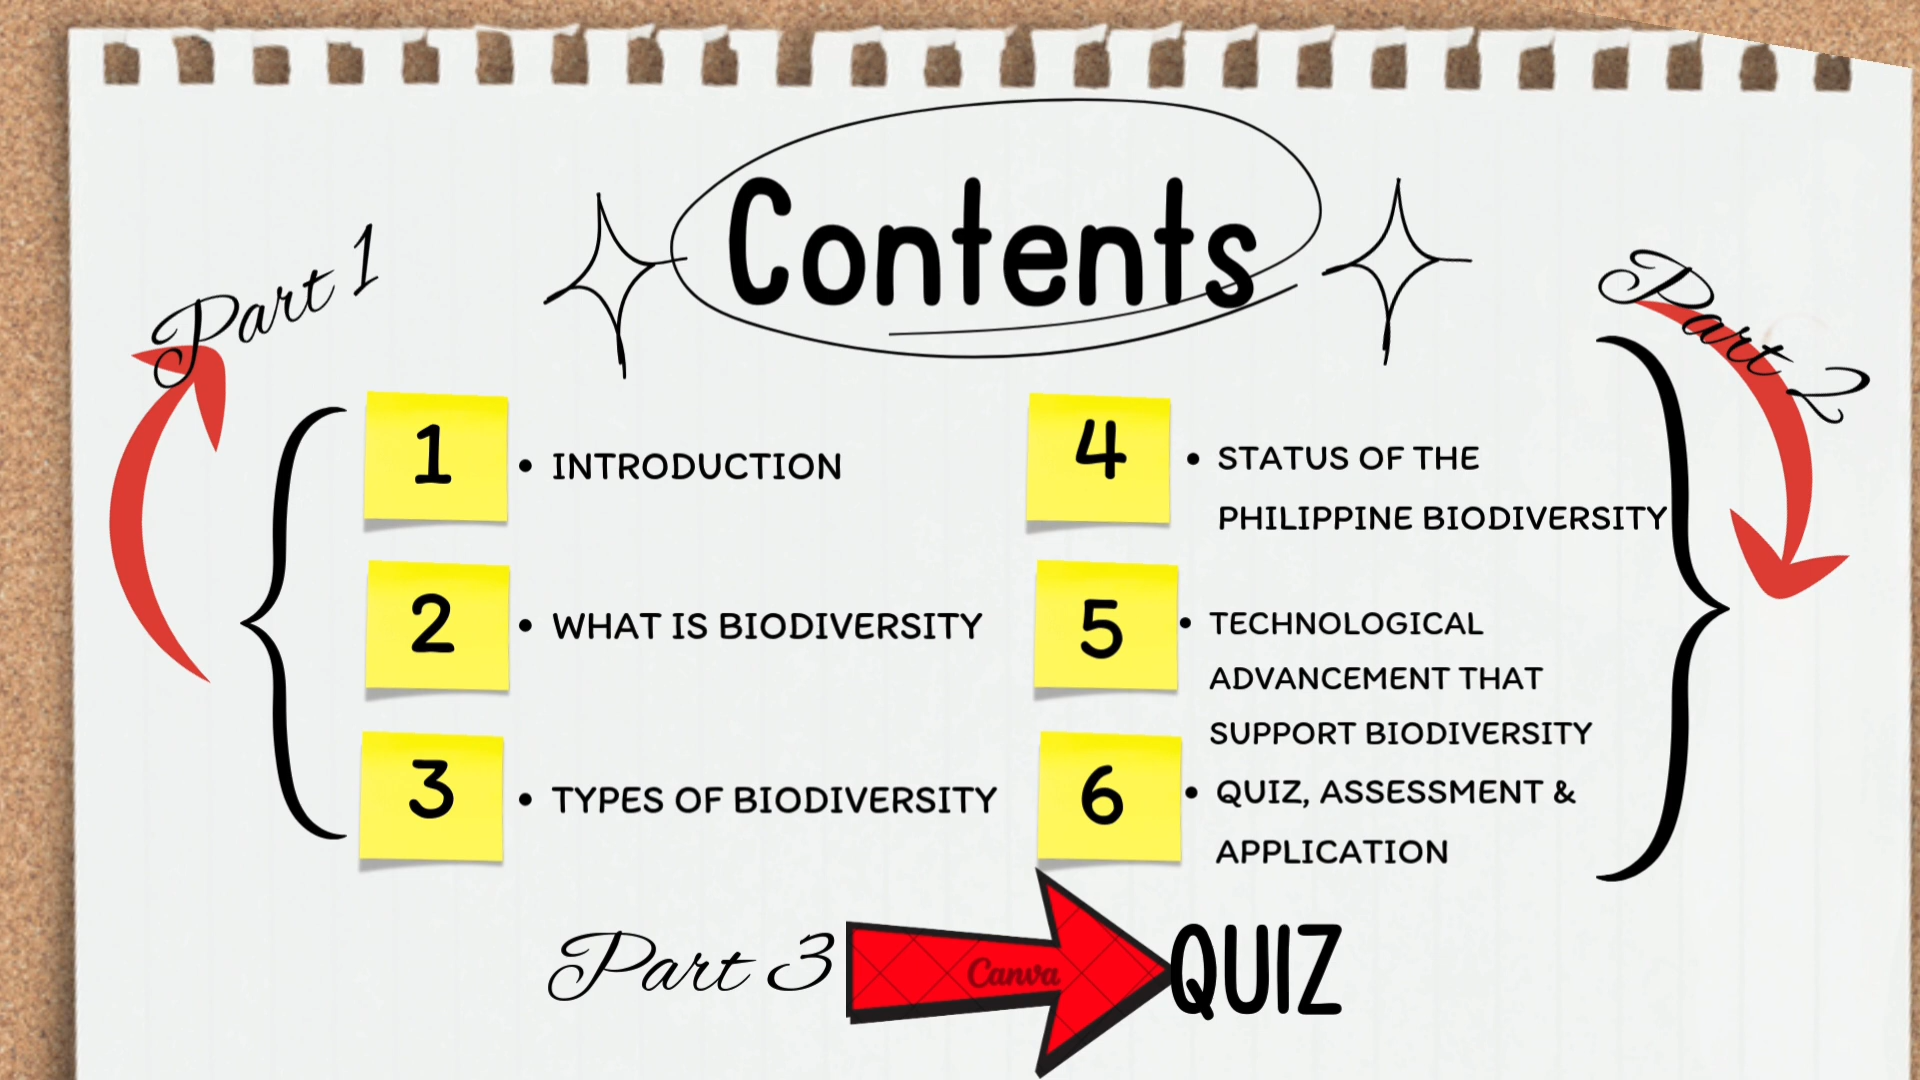 Contents
Part 1
1
• INTRODUCTION
2
• WHAT IS BIODIVERSITY
3
• TYPES OF BIODIVERSITY
Part 2
4
• STATUS OF THE
PHILIPPINE BIODIVERSITY
5
• TECHNOLOGICAL
ADVANCEMENT THAT
SUPPORT BIODIVERSITY
6
• QUIZ, ASSESSMENT &
APPLICATION
Part 3
Canva
QUIZ